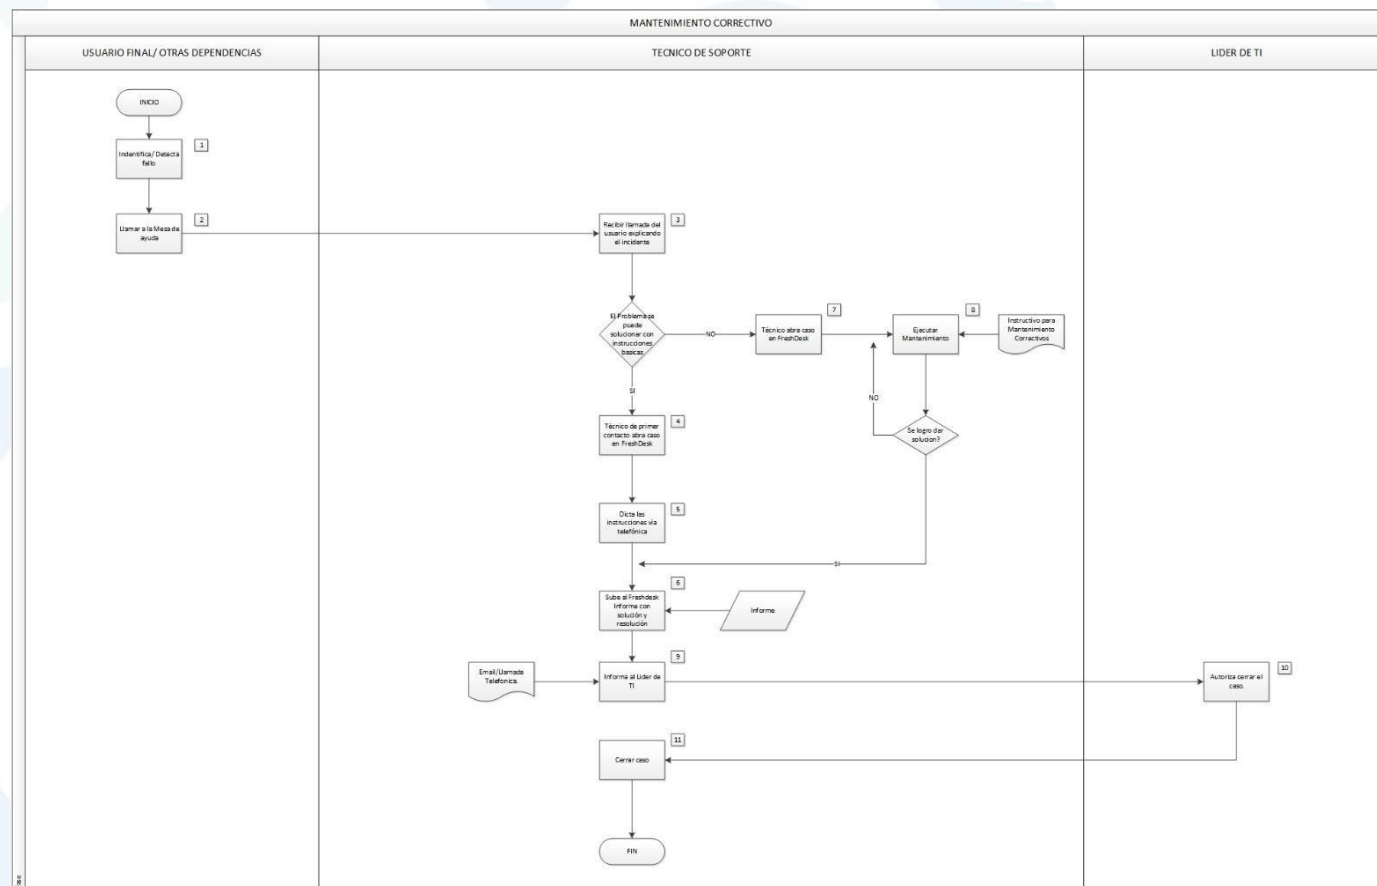 MANTENIMIENTO CORRECTIVO
USUARIO FINAL/ OTRAS DEPENDENCIAS
TECNICO DE SOPORTE
LIDER DE TI
INICIO
1
Indentifica/ Detecta
fallo
2
Llamar a la Mesa de
ayuda
3
Recibir llamada del
usuario explicando
el incidente
El Problema se
puede
solucionar con
instrucciones
basicas
NO
7
Técnico abre caso
en FreshDesk
8
Ejecutar
Mantenimiento
Instructivo para
Mantenimiento
Correctivos
SI
NO
4
Técnico de primer
contacto abre caso
en FreshDesk
Se logro dar
solucion?
5
Dicta las
instrucciones vía
telefónica
SI
6
Sube al Freshdesk
Informe con
solución y
resolución
Informe
9
Email/Llamada
Telefonica.
Informa al Lider de
TI
10
Autoriza cerrar el
caso.
11
Cerrar caso
FIN